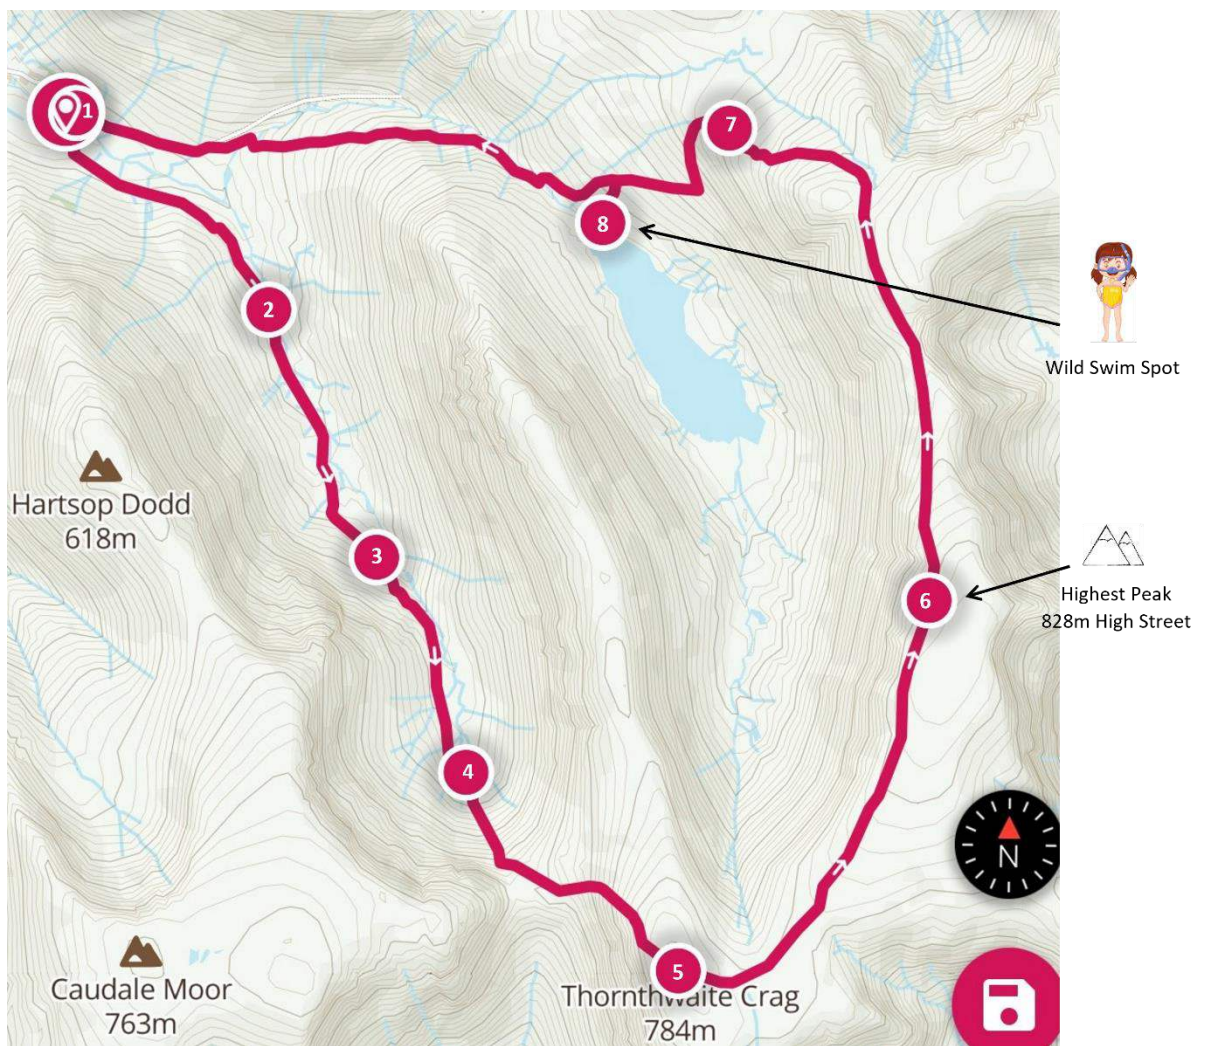 1
7
8
Wild Swim Spot
2
Hartsop Dodd
618m
3
Highest Peak
828m High Street
6
4
N
5
Caudale Moor
763m
Thornthwaite Crag
784m